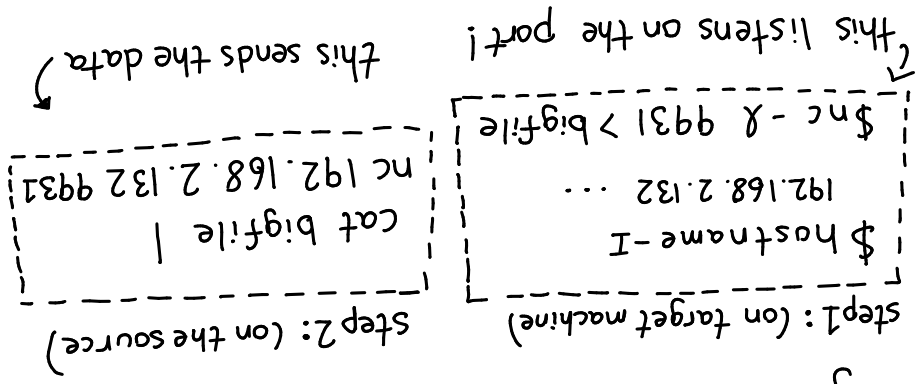 step1: (on target machine)
$ hostname -I
192.168.2.132 ...
$nc -l 9931 > bigfile
this listens on the port!
step2: (on the source)
cat bigfile |
nc 192.168.2.132 9931
this sends the data